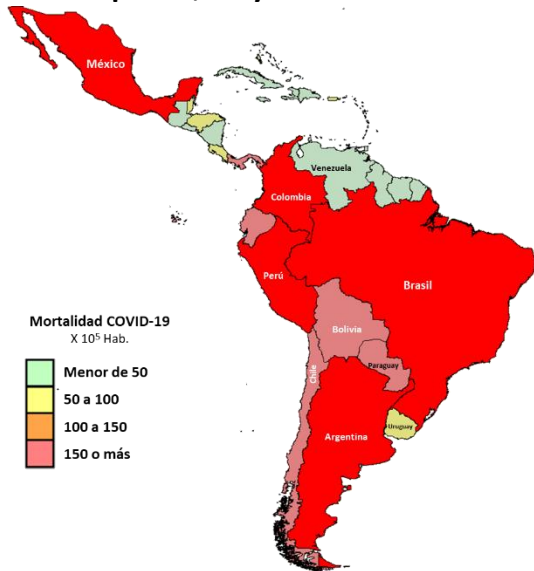 México
Venezuela
Colombia
Perú
Brasil
Bolivia
Paraguay
Chile
Uruguay
Argentina
Mortalidad COVID-19
X 10⁵ Hab.
Menor de 50
50 a 100
100 a 150
150 o más